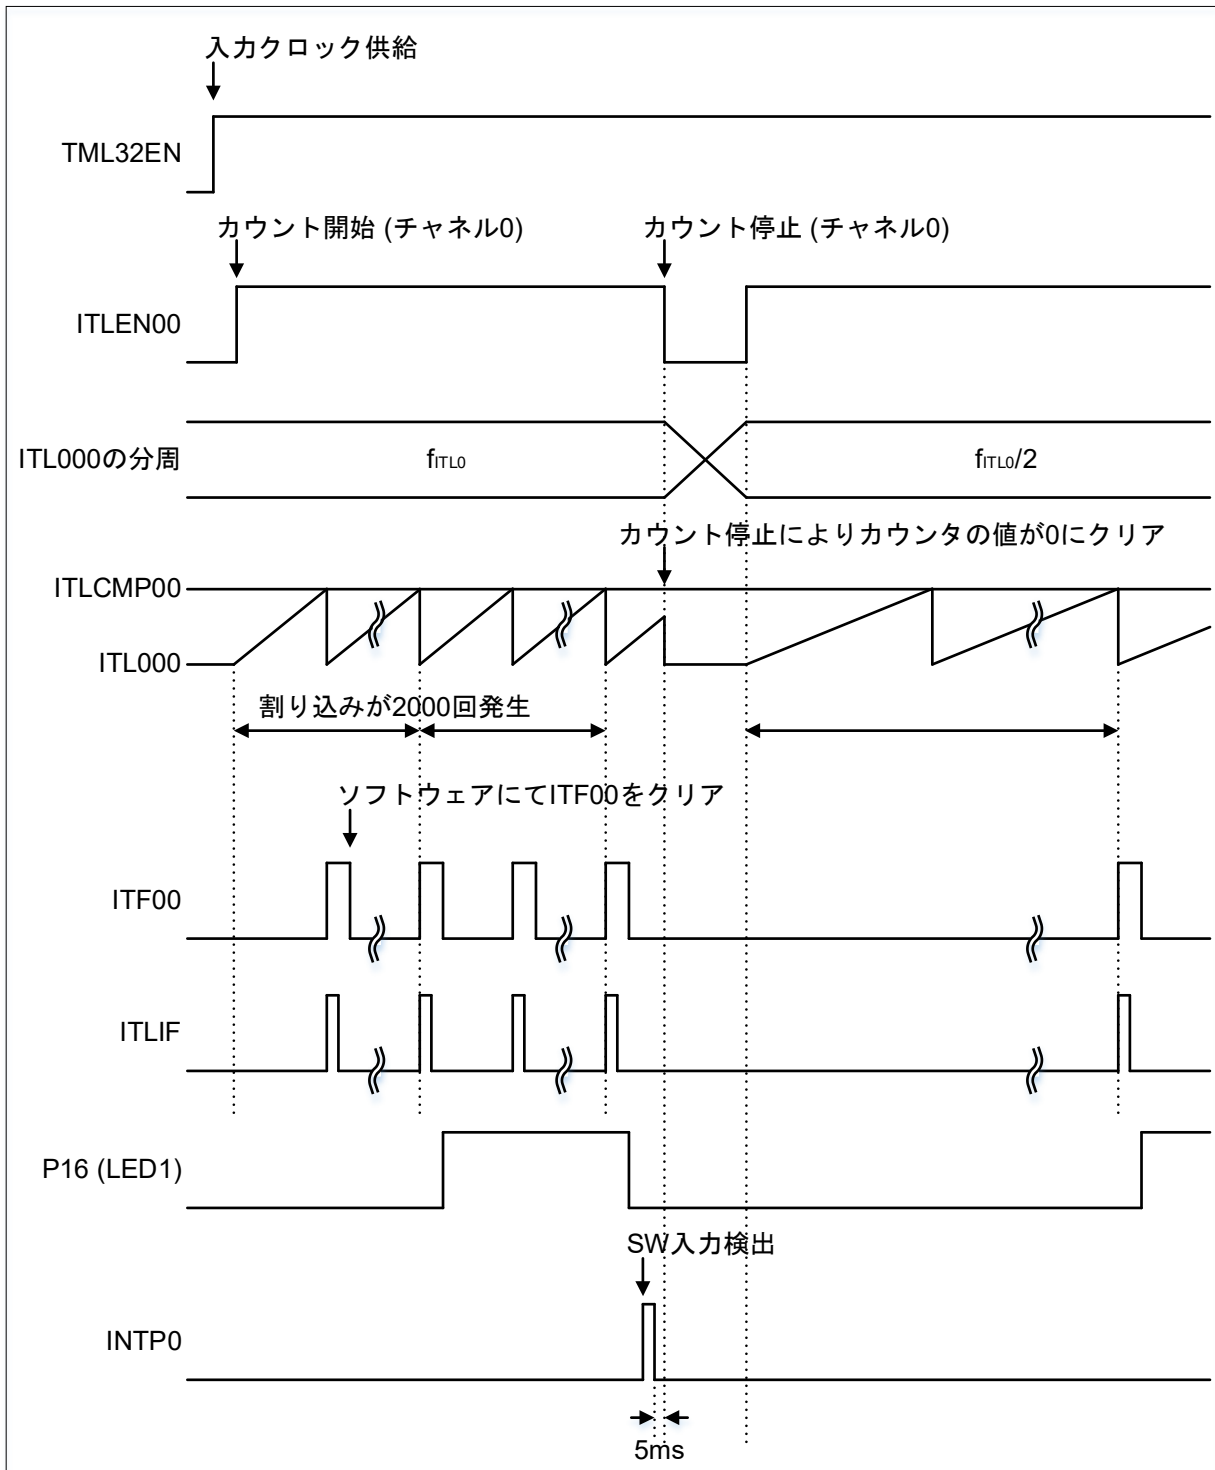 入力クロック供給
TML32EN
カウント開始 (チャネル0)
カウント停止 (チャネル0)
ITLEN00
ITL000の分周
fITL0
fITL0/2
カウント停止によりカウンタの値が0にクリア
ITLCMP00
ITL000
割り込みが2000回発生
ソフトウェアにてITF00をクリア
ITF00
ITLIF
P16 (LED1)
SW入力検出
INTP0
5ms